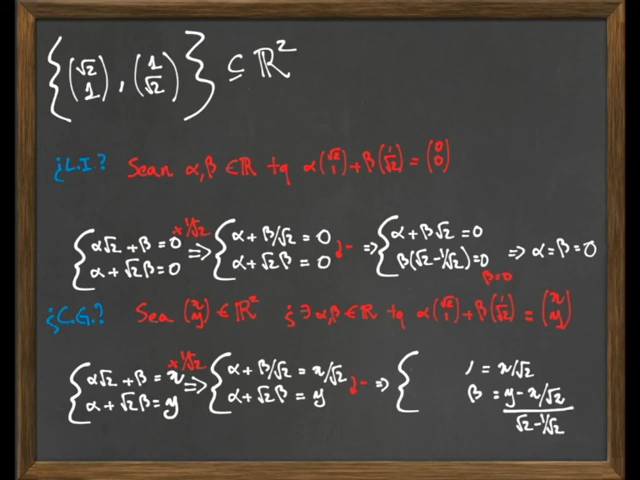 {(√2 1), (1 √2)} ⊆ ℝ²
¿L.I.? Sean α,β ∈ ℝ tq α(√2 1) + β(1 √2) = (0 0)
{α√2 + β = 0 ×1/√2 ⇒ {α + β/√2 = 0 ⇒ {α + β√2 = 0
α + √2β = 0 α + √2β = 0 - β(√2 - 1/√2) = 0 ⇒ α = β = 0
β = 0
¿C.G.? Sea (x y) ∈ ℝ² ¿∃ α,β ∈ ℝ tq α(√2 1) + β(1 √2) = (x y)
{α√2 + β = x ×1/√2 ⇒ {α + β/√2 = x/√2 ⇒ { = x/√2
α + √2β = y α + √2β = y - β = (y - x/√2)/(√2 - 1/√2)